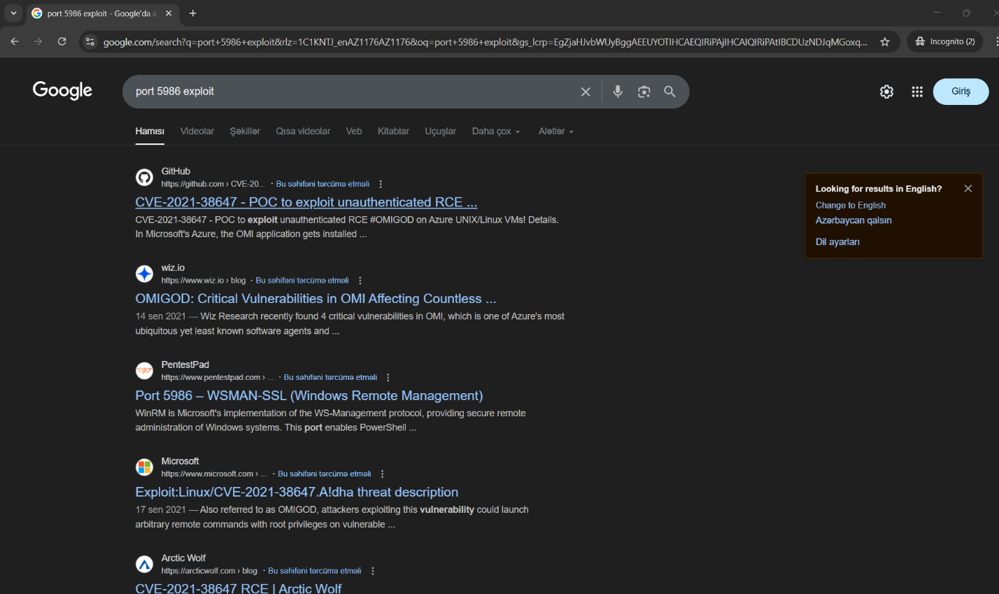 port 5986 exploit - Google'da a
google.com/search?q=port+5986+exploit&rlz=1C1KNTJ_enAZ1176AZ1176&oq=port+5986+exploit&gs_lcrp=EgZjaHJvbWUyBggAEEUYOTIHCAEQIRiPAjIHCAIQIRiPAtIBCDUzNDJqMGoxq...
Incognito (2)
Google
port 5986 exploit
Giriş
Hamısı Videolar Şəkillər Qısa videolar Veb Kitablar Uçuşlar Daha çox Alətlər
GitHub
https://github.com › CVE-20... · Bu səhifəni tərcümə etməli
CVE-2021-38647 - POC to exploit unauthenticated RCE ...
CVE-2021-38647 - POC to exploit unauthenticated RCE #OMIGOD on Azure UNIX/Linux VMs! Details.
In Microsoft's Azure, the OMI application gets installed ...
Looking for results in English?
Change to English
Azərbaycan qalsın
Dil ayarları
wiz.io
https://www.wiz.io › blog · Bu səhifəni tərcümə etməli
OMIGOD: Critical Vulnerabilities in OMI Affecting Countless ...
14 sen 2021 — Wiz Research recently found 4 critical vulnerabilities in OMI, which is one of Azure's most
ubiquitous yet least known software agents and ...
PentestPad
https://www.pentestpad.com › ... · Bu səhifəni tərcümə etməli
Port 5986 – WSMAN-SSL (Windows Remote Management)
WinRM is Microsoft's implementation of the WS-Management protocol, providing secure remote
administration of Windows systems. This port enables PowerShell ...
Microsoft
https://www.microsoft.com › ... · Bu səhifəni tərcümə etməli
Exploit:Linux/CVE-2021-38647.A!dha threat description
17 sen 2021 — Also referred to as OMIGOD, attackers exploiting this vulnerability could launch
arbitrary remote commands with root privileges on vulnerable ...
Arctic Wolf
https://arcticwolf.com › blog · Bu səhifəni tərcümə etməli
CVE-2021-38647 RCE | Arctic Wolf